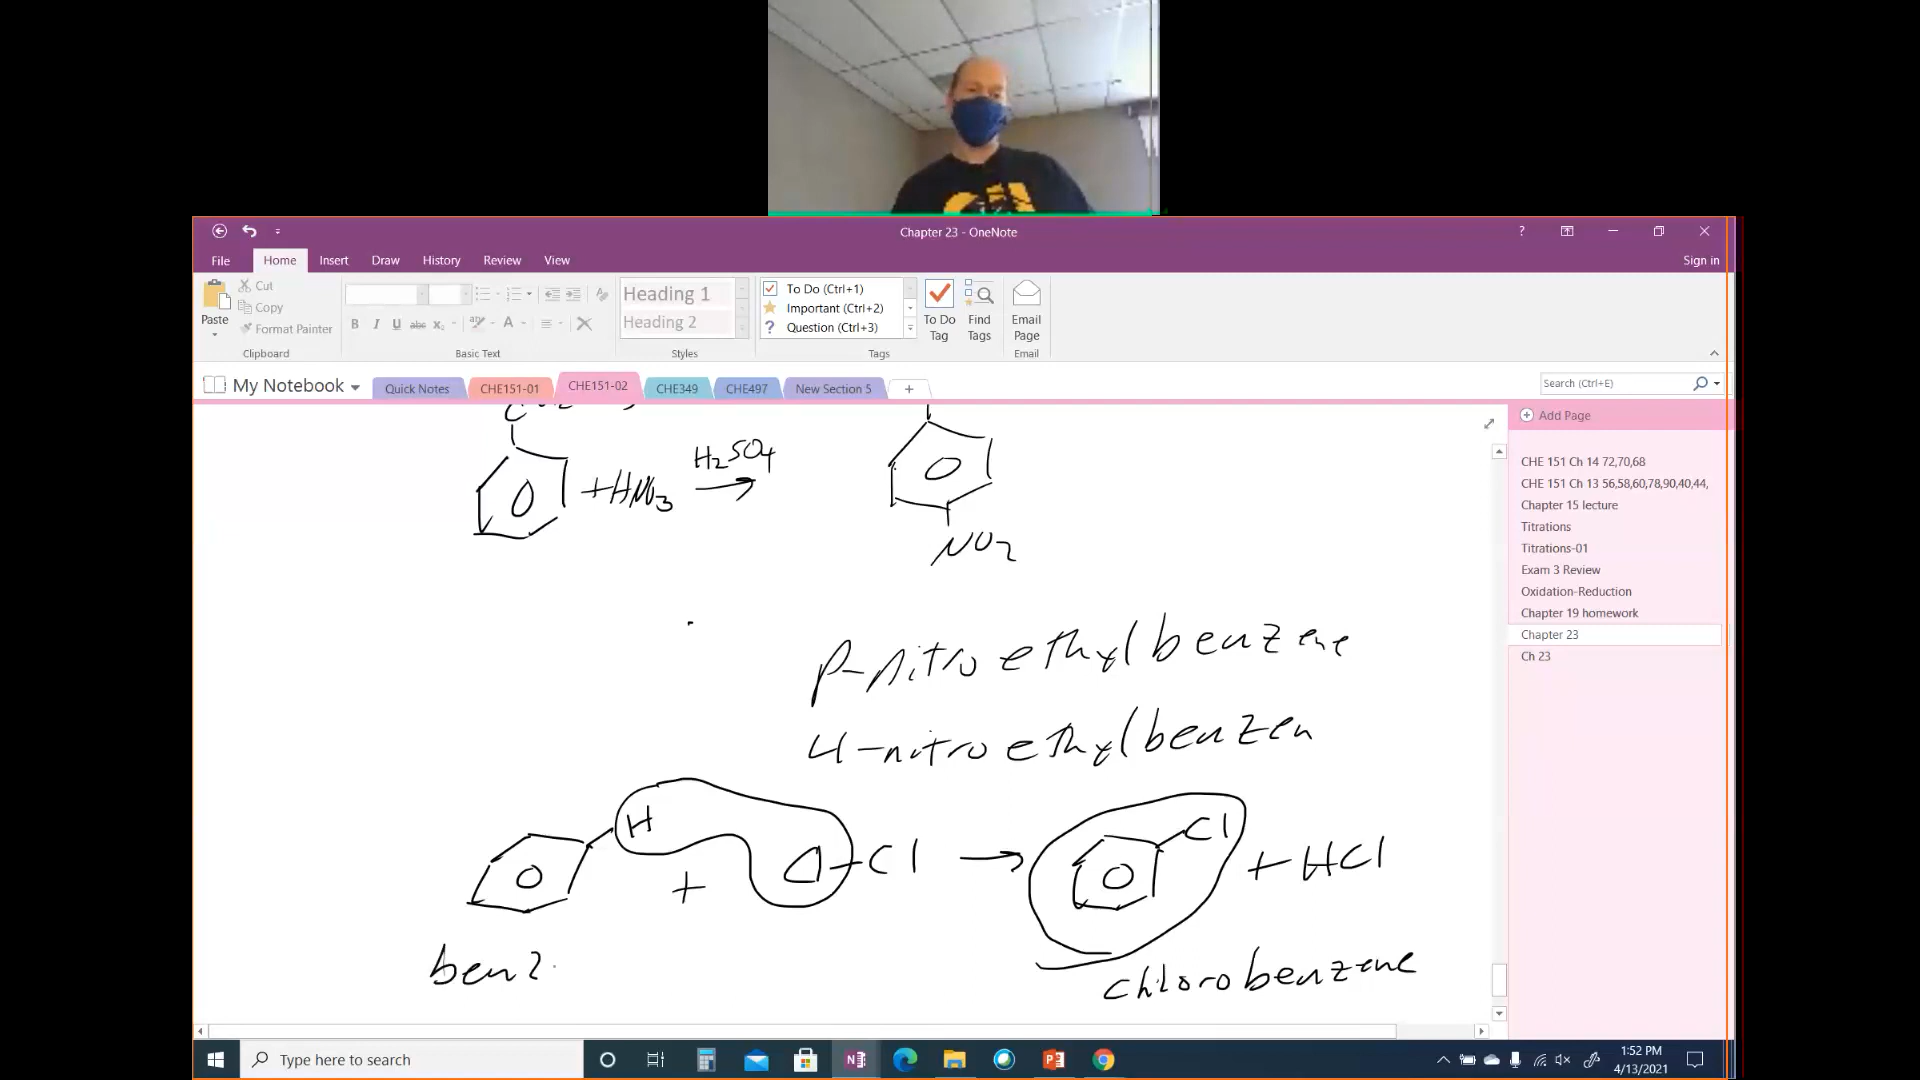 Chapter 23 - OneNote
?
File Home Insert Draw History Review View Sign in
Paste
Cut
Copy
Format Painter
Clipboard
B I U abc x₂ A
Basic Text
Heading 1
Heading 2
Styles
To Do (Ctrl+1)
Important (Ctrl+2)
? Question (Ctrl+3)
Tags
To Do
Tag
Find
Tags
Email
Page
Email
My Notebook Quick Notes CHE151-01 CHE151-02 CHE349 CHE497 New Section 5 +
Search (Ctrl+E)
Add Page
CHE 151 Ch 14 72,70,68
CHE 151 Ch 13 56,58,60,78,90,40,44,
Chapter 15 lecture
Titrations
Titrations-01
Exam 3 Review
Oxidation-Reduction
Chapter 19 homework
Chapter 23
Ch 23
+HNO3 H2SO4 →
NO2
p-nitroethylbenzene
4-nitroethylbenzen
H + Cl → Cl + HCl
benz
chlorobenzene
Type here to search
1:52 PM
4/13/2021